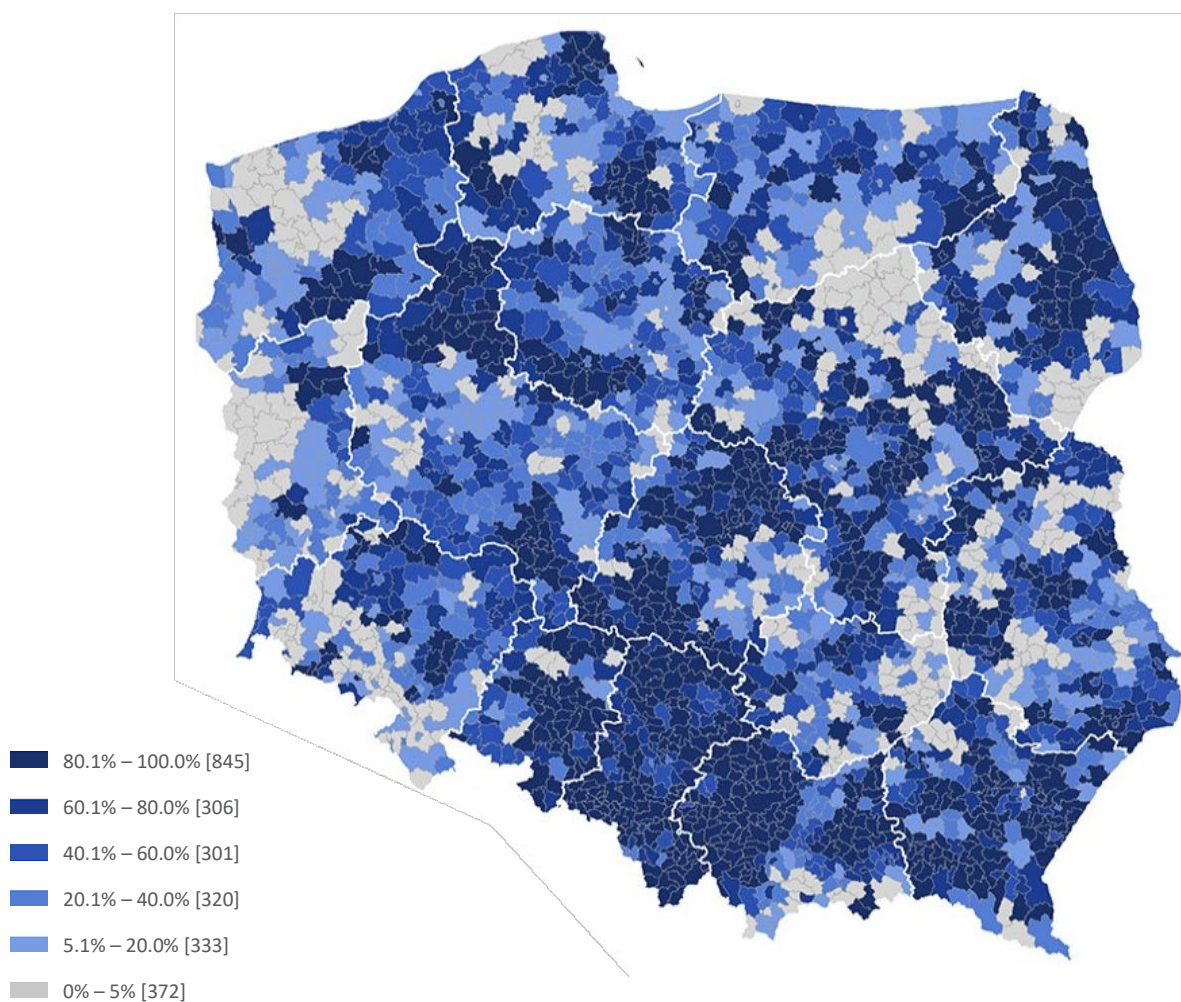 80.1% – 100.0% [845]
60.1% – 80.0% [306]
40.1% – 60.0% [301]
20.1% – 40.0% [320]
5.1% – 20.0% [333]
0% – 5% [372]